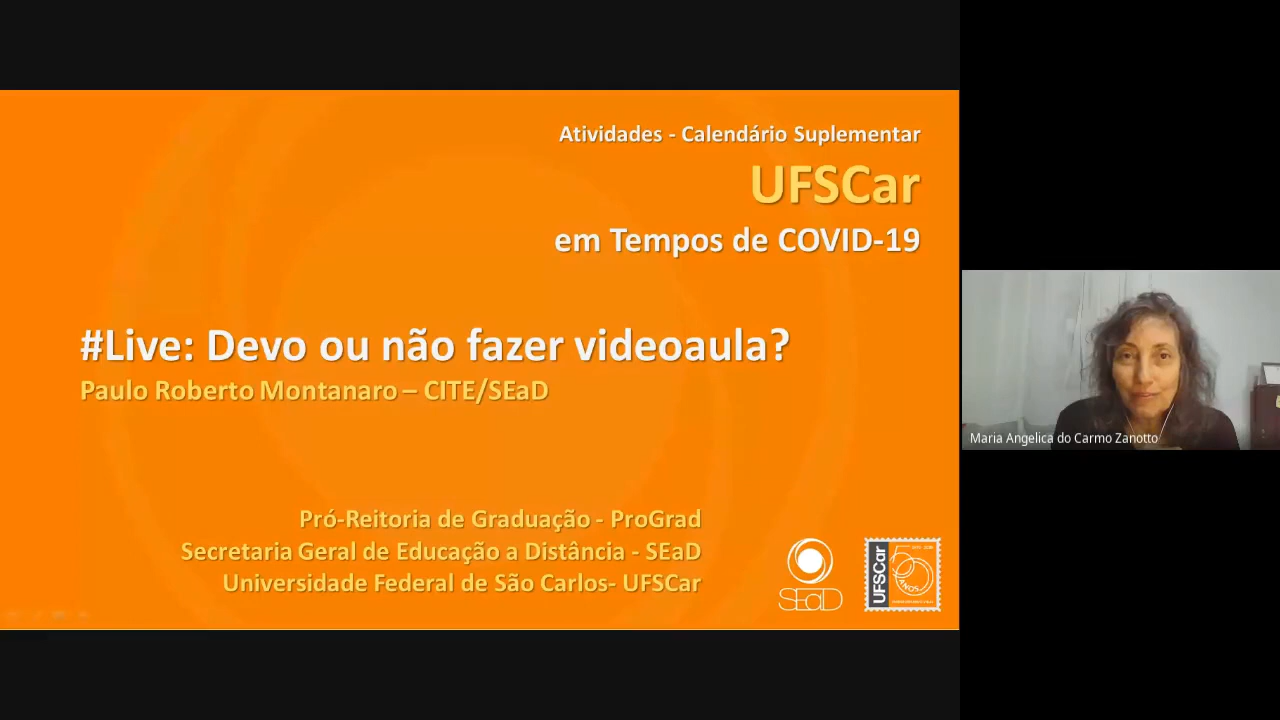 Atividades - Calendário Suplementar
UFSCar
em Tempos de COVID-19
#Live: Devo ou não fazer videoaula?
Paulo Roberto Montanaro – CITE/SEaD
Pró-Reitoria de Graduação - ProGrad
Secretaria Geral de Educação a Distância - SEaD
Universidade Federal de São Carlos- UFSCar
SEaD
UFSCar
50
ANOS
Maria Angelica do Carmo Zanotto